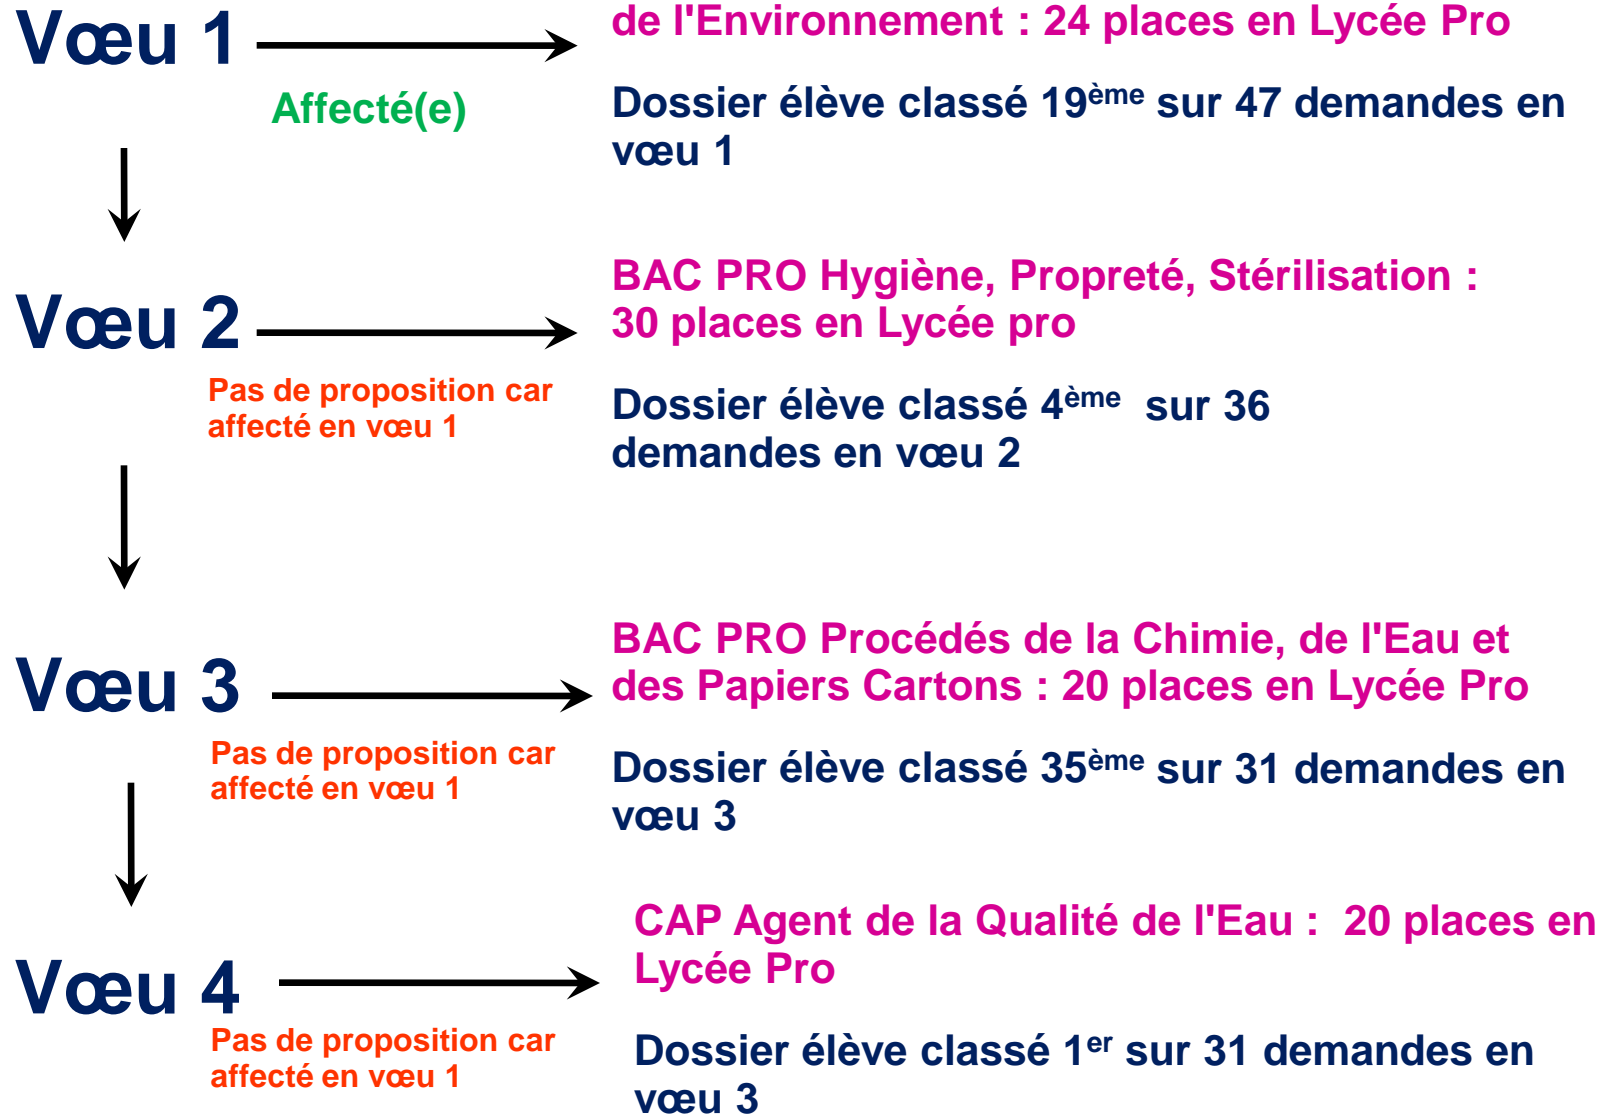 Vœu 1
de l'Environnement : 24 places en Lycée Pro
Affecté(e)
Dossier élève classé 19ème sur 47 demandes en
vœu 1
Vœu 2
BAC PRO Hygiène, Propreté, Stérilisation :
30 places en Lycée pro
Pas de proposition car
affecté en vœu 1
Dossier élève classé 4ème sur 36
demandes en vœu 2
Vœu 3
BAC PRO Procédés de la Chimie, de l'Eau et
des Papiers Cartons : 20 places en Lycée Pro
Pas de proposition car
affecté en vœu 1
Dossier élève classé 35ème sur 31 demandes en
vœu 3
Vœu 4
CAP Agent de la Qualité de l'Eau : 20 places en
Lycée Pro
Pas de proposition car
affecté en vœu 1
Dossier élève classé 1er sur 31 demandes en
vœu 3